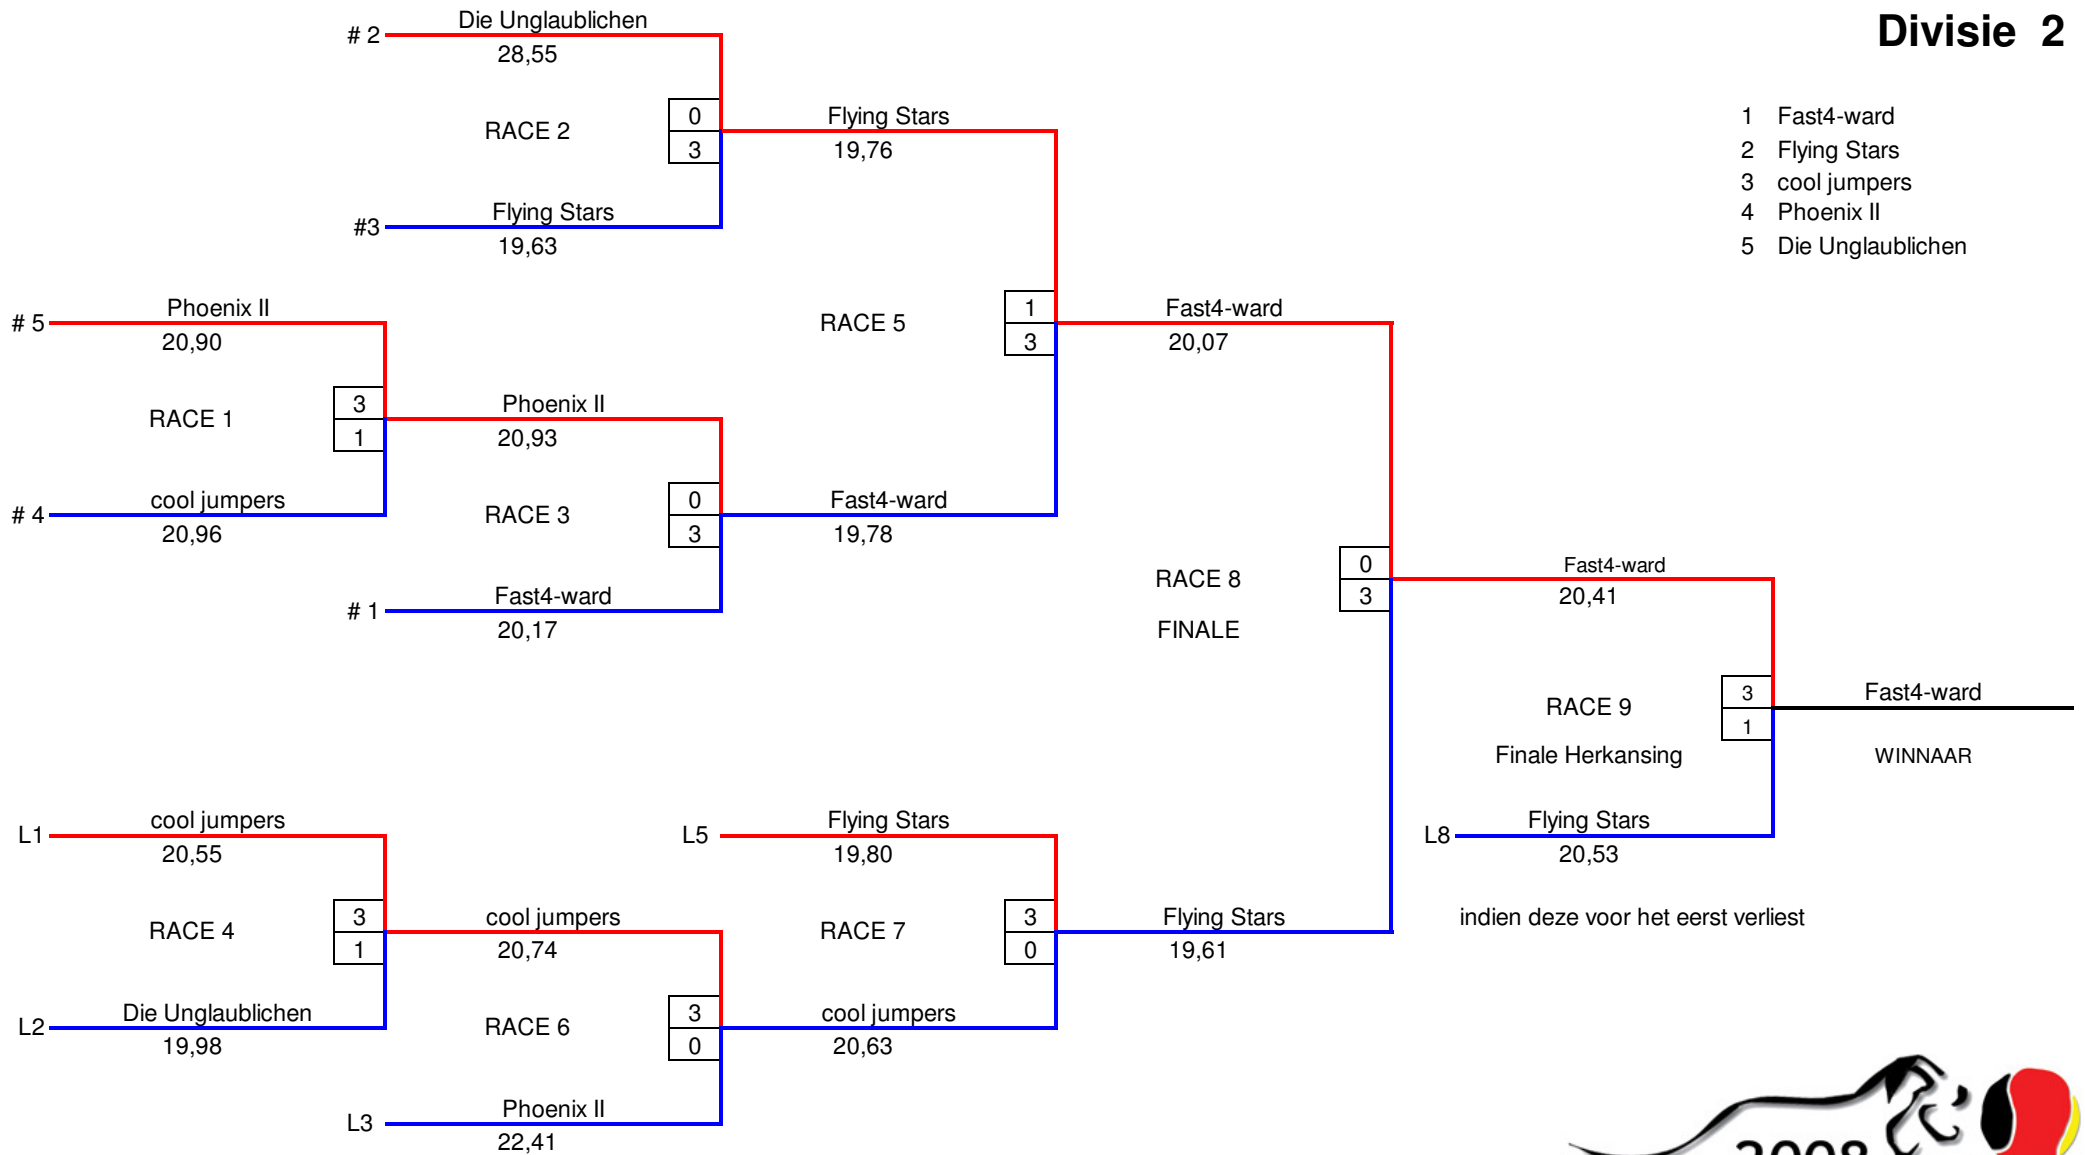 Divisie 2
1 Fast4-ward
2 Flying Stars
3 cool jumpers
4 Phoenix II
5 Die Unglaublichen
# 2 Die Unglaublichen
28,55
RACE 2
0
3
#3 Flying Stars
19,63
Flying Stars
19,76
# 5 Phoenix II
20,90
RACE 1
3
1
# 4 cool jumpers
20,96
Phoenix II
20,93
RACE 3
0
3
# 1 Fast4-ward
20,17
RACE 5
1
3
Fast4-ward
19,78
Fast4-ward
20,07
RACE 8
FINALE
0
3
Fast4-ward
20,41
RACE 9
Finale Herkansing
3
1
Fast4-ward
WINNAAR
L8 Flying Stars
20,53
indien deze voor het eerst verliest
L1 cool jumpers
20,55
RACE 4
3
1
L2 Die Unglaublichen
19,98
cool jumpers
20,74
RACE 6
3
0
L3 Phoenix II
22,41
L5 Flying Stars
19,80
RACE 7
3
0
cool jumpers
20,63
Flying Stars
19,61
2008